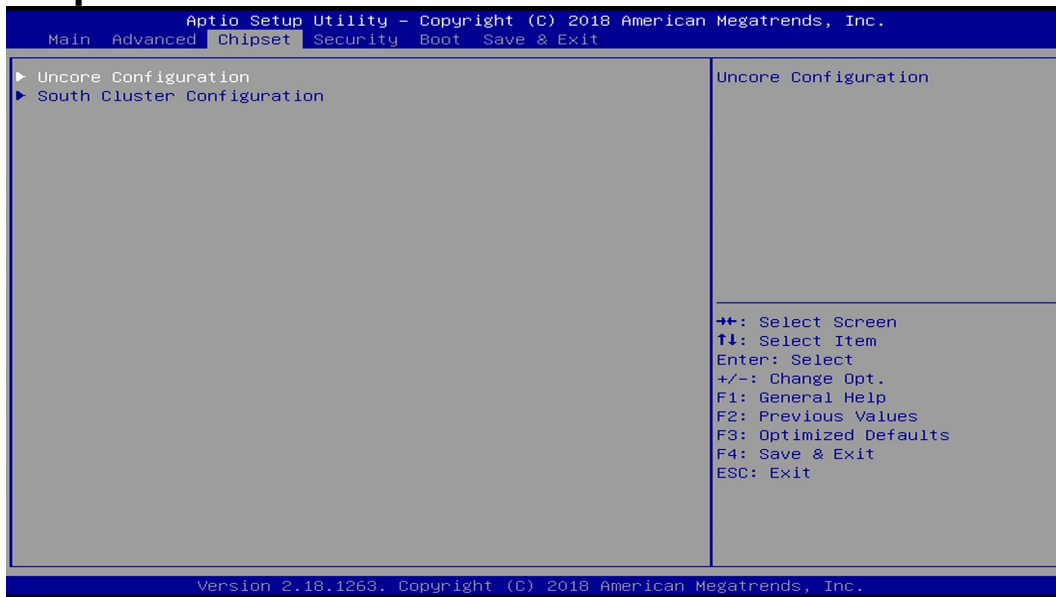 Aptio Setup Utility – Copyright (C) 2018 American Megatrends, Inc.
Main Advanced Chipset Security Boot Save & Exit
▶ Uncore Configuration
▶ South Cluster Configuration
Uncore Configuration
→←: Select Screen
↑↓: Select Item
Enter: Select
+/-: Change Opt.
F1: General Help
F2: Previous Values
F3: Optimized Defaults
F4: Save & Exit
ESC: Exit
Version 2.18.1263. Copyright (C) 2018 American Megatrends, Inc.